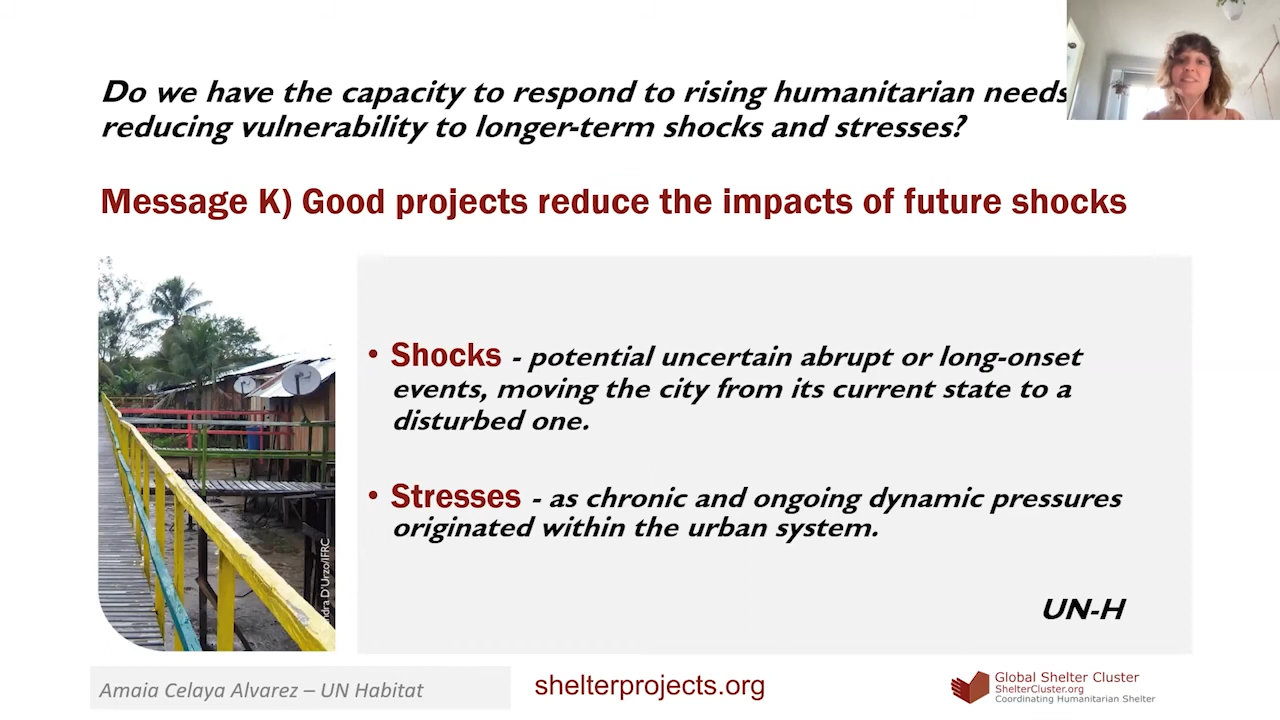 Do we have the capacity to respond to rising humanitarian needs
reducing vulnerability to longer-term shocks and stresses?
Message K) Good projects reduce the impacts of future shocks
• Shocks - potential uncertain abrupt or long-onset
events, moving the city from its current state to a
disturbed one.
• Stresses - as chronic and ongoing dynamic pressures
originated within the urban system.
UN-H
D'Urzo/IFRC
Amaia Celaya Alvarez – UN Habitat
shelterprojects.org
Global Shelter Cluster
ShelterCluster.org
Coordinating Humanitarian Shelter